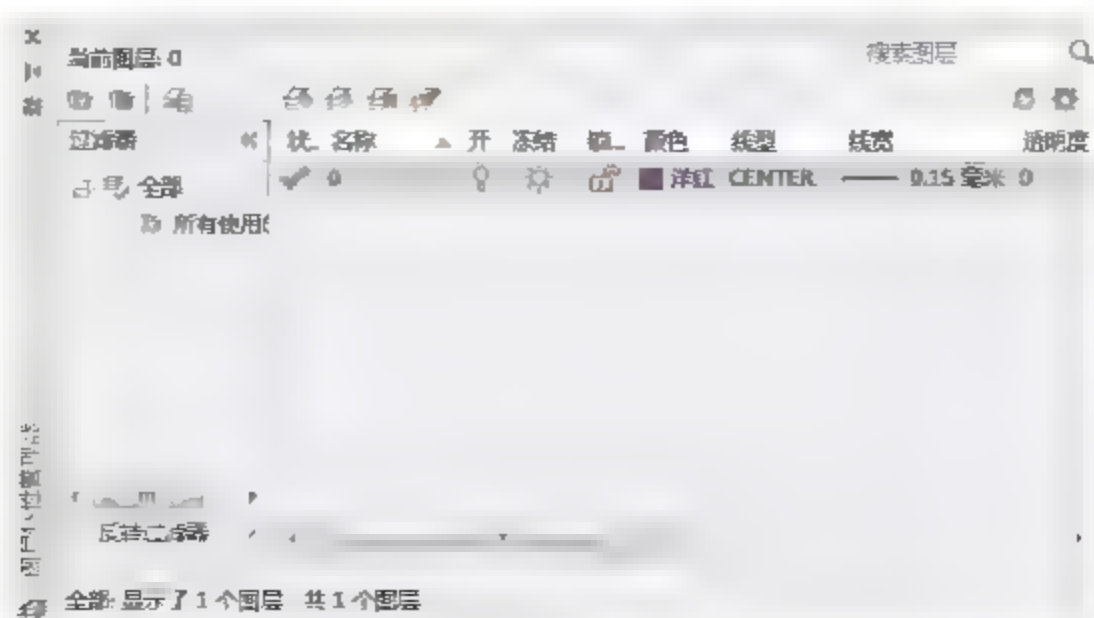 当前图层: 0
搜索图层
过滤器
状.. 名称 开 冻结 锁... 颜色 线型 线宽 透明度
全部
0 洋红 CENTER 0.15 毫米 0
所有使用
反转过滤器
全部: 显示了 1 个图层 共 1 个图层